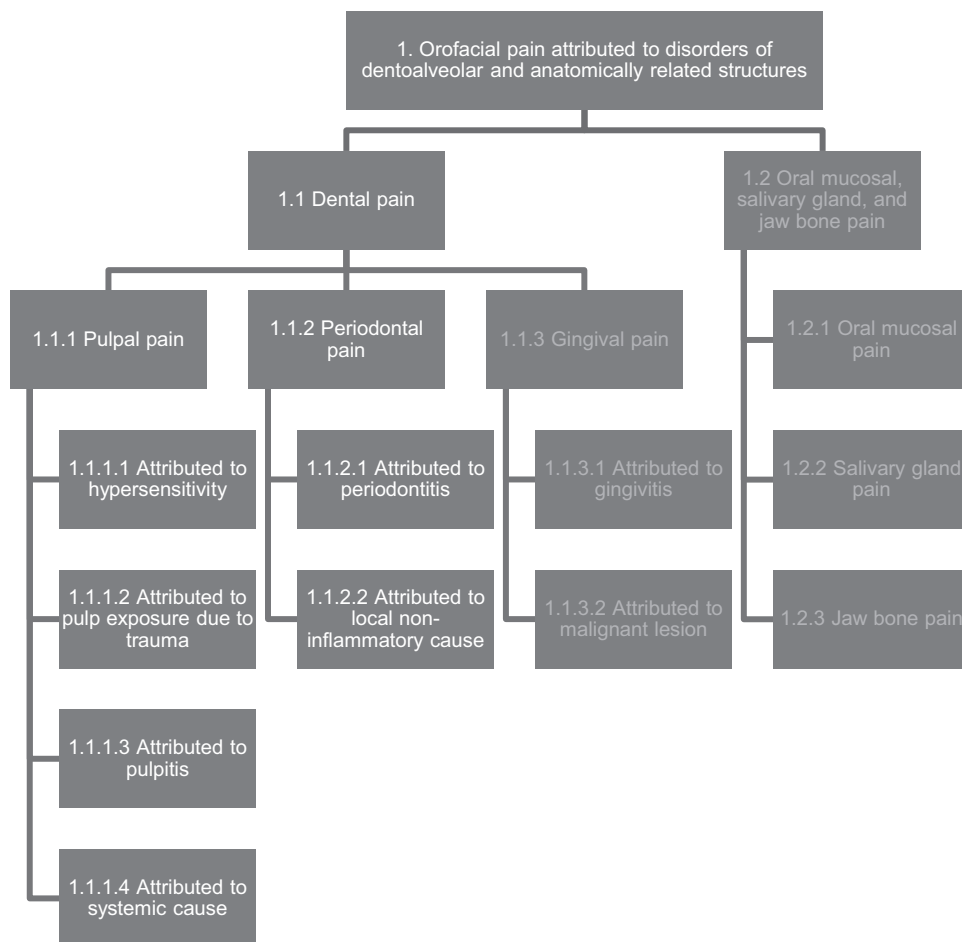 1. Orofacial pain attributed to disorders of
dentoalveolar and anatomically related structures
1.1 Dental pain
1.2 Oral mucosal,
salivary gland, and
jaw bone pain
1.1.1 Pulpal pain
1.1.2 Periodontal
pain
1.1.3 Gingival pain
1.2.1 Oral mucosal
pain
1.1.1.1 Attributed to
hypersensitivity
1.1.2.1 Attributed to
periodontitis
1.1.3.1 Attributed to
gingivitis
1.2.2 Salivary gland
pain
1.1.1.2 Attributed to
pulp exposure due to
trauma
1.1.2.2 Attributed to
local non-
inflammatory cause
1.1.3.2 Attributed to
malignant lesion
1.2.3 Jaw bone pain
1.1.1.3 Attributed to
pulpitis
1.1.1.4 Attributed to
systemic cause